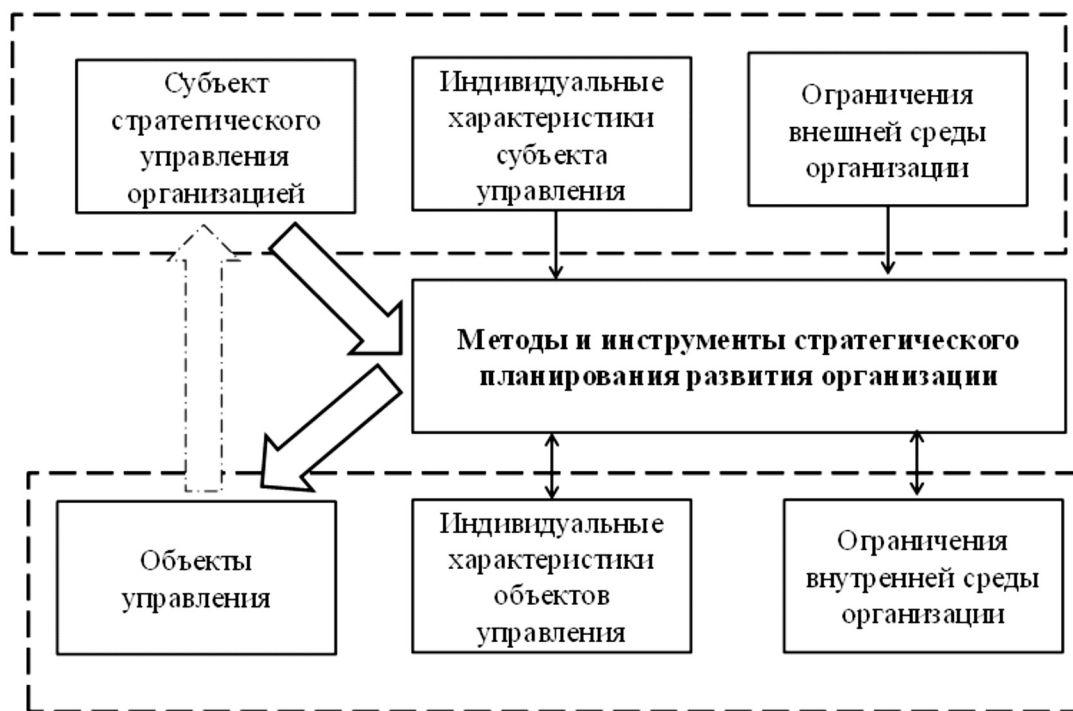 Субъект
стратегического
управления
организацией
Индивидуальные
характеристики
субъекта
управления
Ограничения
внешней среды
организации
Методы и инструменты стратегического
планирования развития организации
Объекты
управления
Индивидуальные
характеристики
объектов
управления
Ограничения
внутренней среды
организации